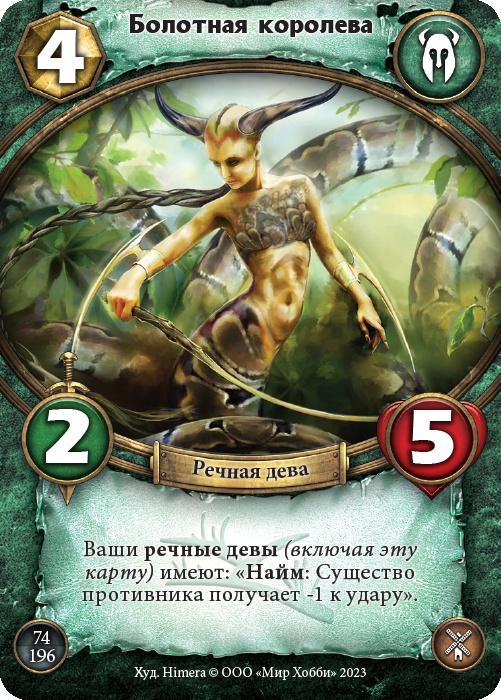 Болотная королева
4
2
5
Речная дева
Ваши речные девы (включая эту
карту) имеют: «Найм: Существо
противника получает -1 к удару».
74
196
Худ. Himera © ООО «Мир Хобби» 2023